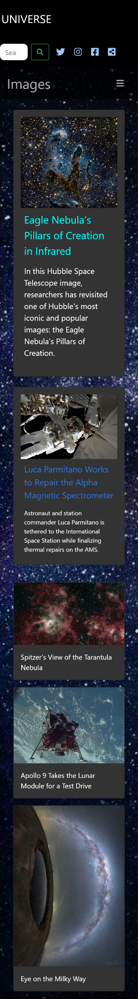 UNIVERSE
Sea
Images
Eagle Nebula's
Pillars of Creation
in Infrared
In this Hubble Space
Telescope image,
researchers has revisited
one of Hubble's most
iconic and popular
images: the Eagle
Nebula’s Pillars of
Creation.
Luca Parmitano Works
to Repair the Alpha
Magnetic Spectrometer
Astronaut and station
commander Luca Parmitano is
tethered to the International
Space Station while finalizing
thermal repairs on the AMS.
Spitzer's View of the Tarantula
Nebula
Apollo 9 Takes the Lunar
Module for a Test Drive
Eye on the Milky Way